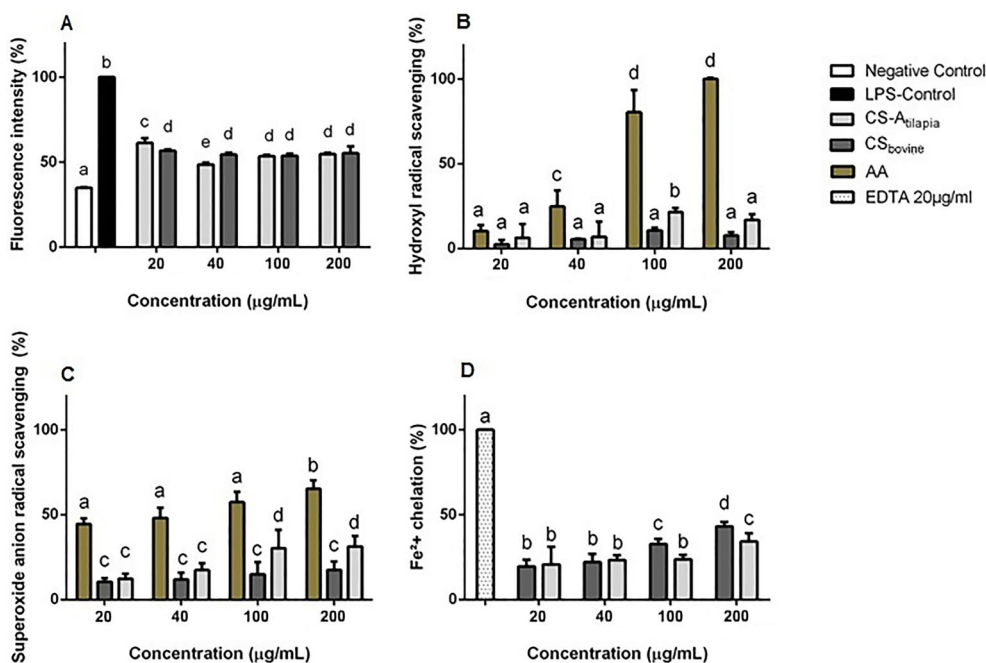 A
Fluorescence intensity (%)
100
50
0
a
b
c
d
e
d
d
d
d
d
20
40
100
200
Concentration (µg/mL)
B
Hydroxyl radical scavenging (%)
100
50
0
a
a
a
c
a
a
d
a
b
d
a
a
20
40
100
200
Concentration (µg/mL)
Negative Control
LPS-Control
CS-Atilapia
CSbovine
AA
EDTA 20µg/ml
C
Superoxide anion radical scavenging (%)
100
50
0
a
c
c
a
c
c
a
c
d
b
c
d
20
40
100
200
Concentration (µg/mL)
D
Fe²+ chelation (%)
100
50
0
a
b
b
b
b
c
b
d
c
20
40
100
200
Concentration (µg/mL)